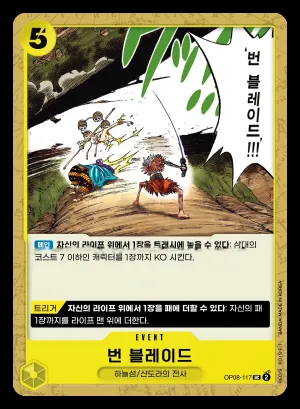 5
번 블레이드!!!
메인 자신의 라이프 위에서 1장을 트래시에 놓을 수 있다: 상대의
코스트 7 이하인 캐릭터를 1장까지 KO 시킨다.
트리거 자신의 라이프 위에서 1장을 패에 더할 수 있다: 자신의 패
1장까지를 라이프 맨 위에 더한다.
EVENT
번 블레이드
하늘섬/샨도라의 전사
OP08-117 UC 2